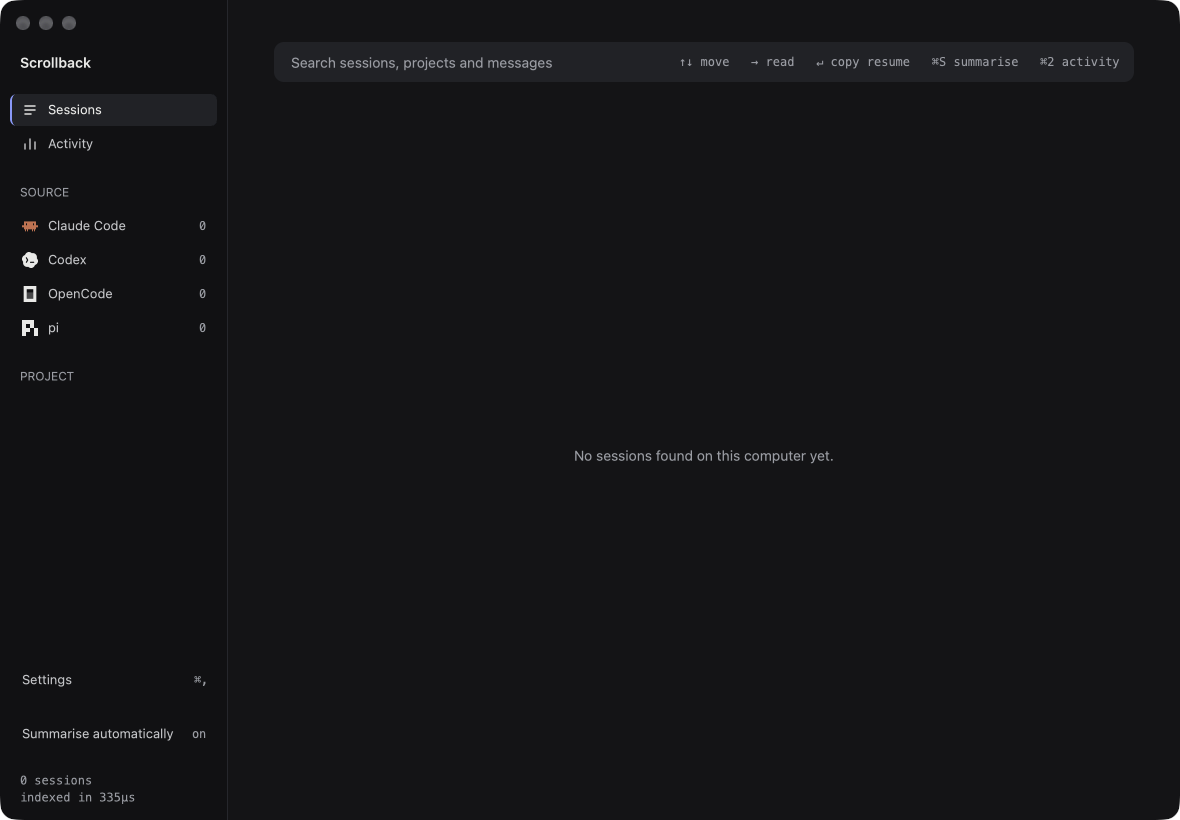 Scrollback
Search sessions, projects and messages ↑↓ move → read ↵ copy resume ⌘S summarise ⌘2 activity
Sessions
Activity
SOURCE
Claude Code 0
Codex 0
OpenCode 0
pi 0
PROJECT
No sessions found on this computer yet.
Settings ⌘,
Summarise automatically on
0 sessions
indexed in 335µs